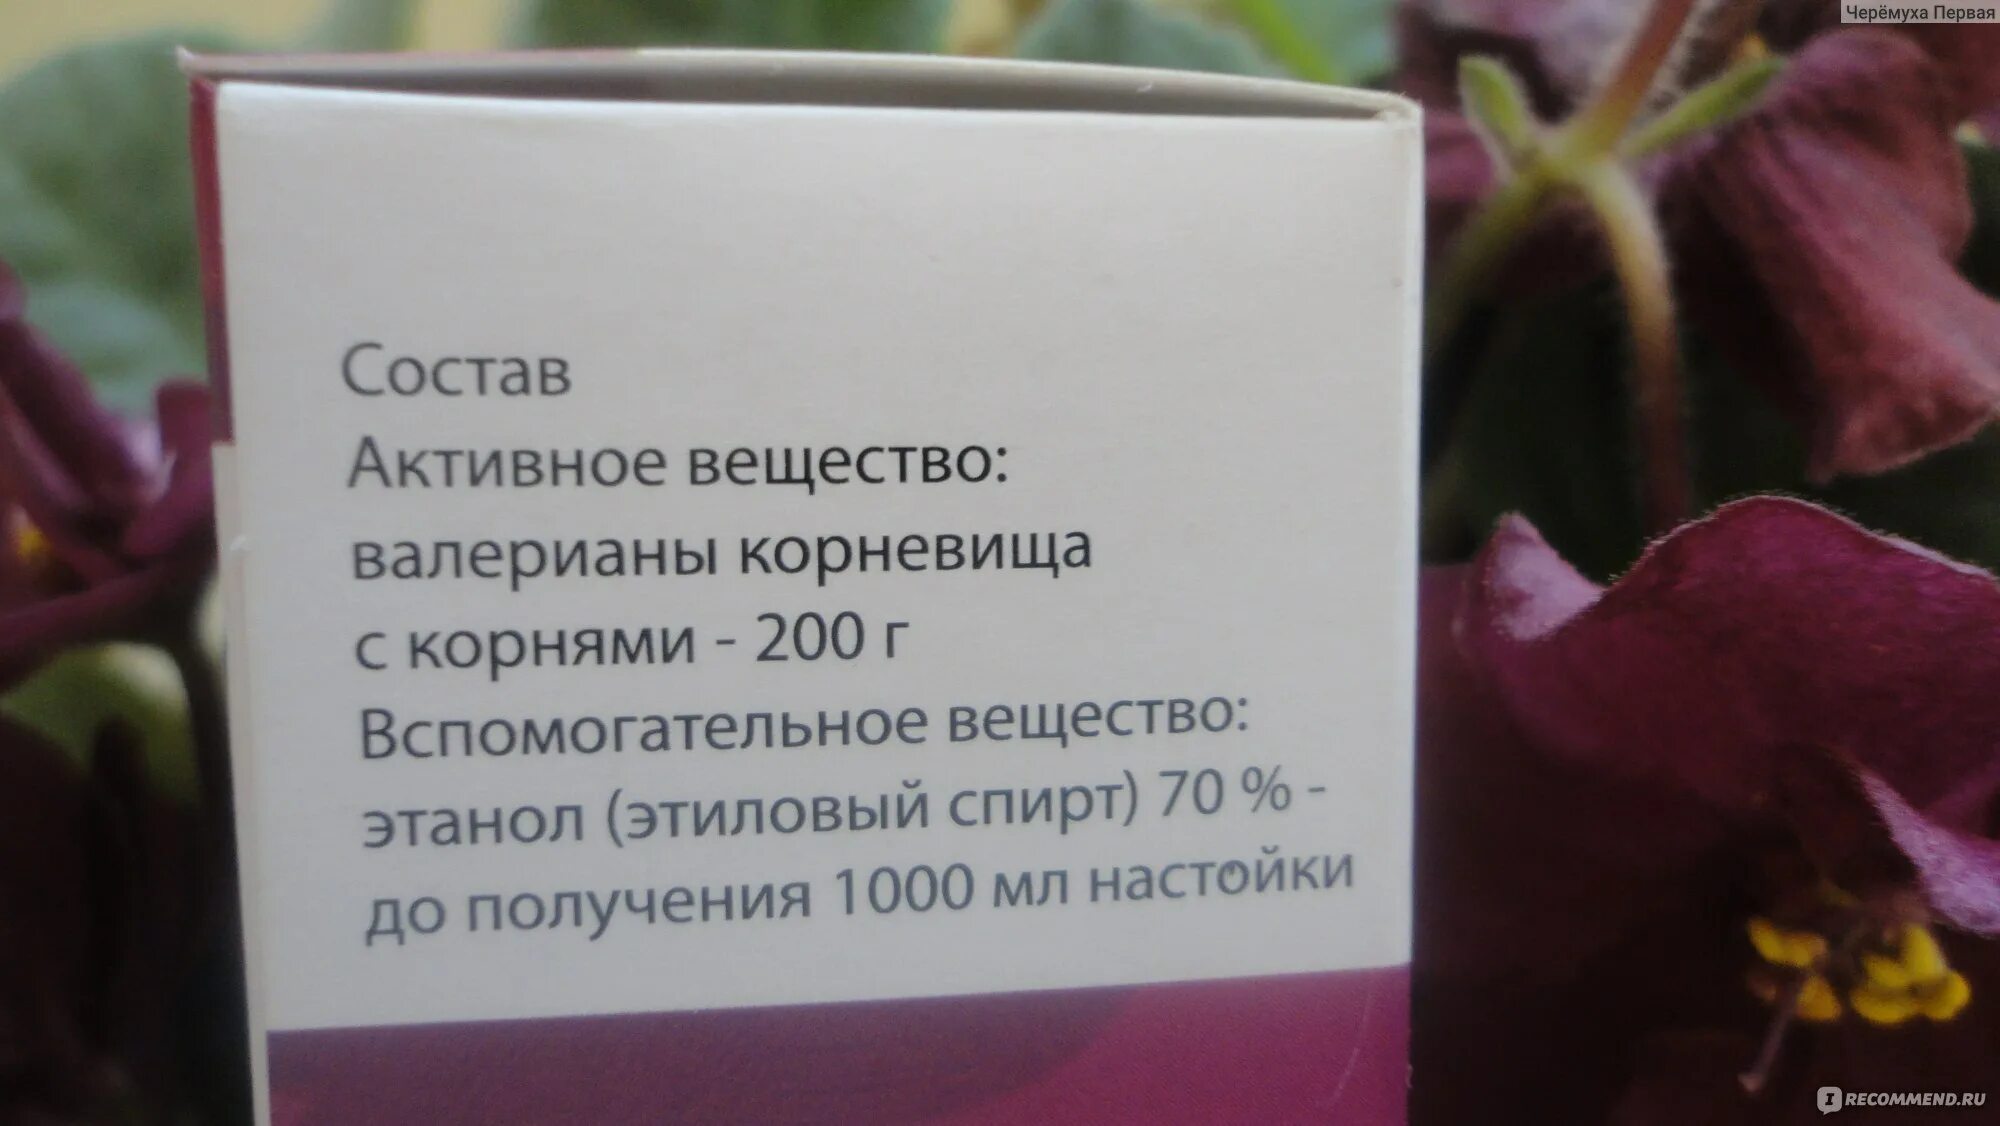 Черёмуха Первая
Состав
Активное вещество:
валерианы корневища
с корнями - 200 г
Вспомогательное вещество:
этанол (этиловый спирт) 70 % -
до получения 1000 мл настойки
IRECOMMEND.RU